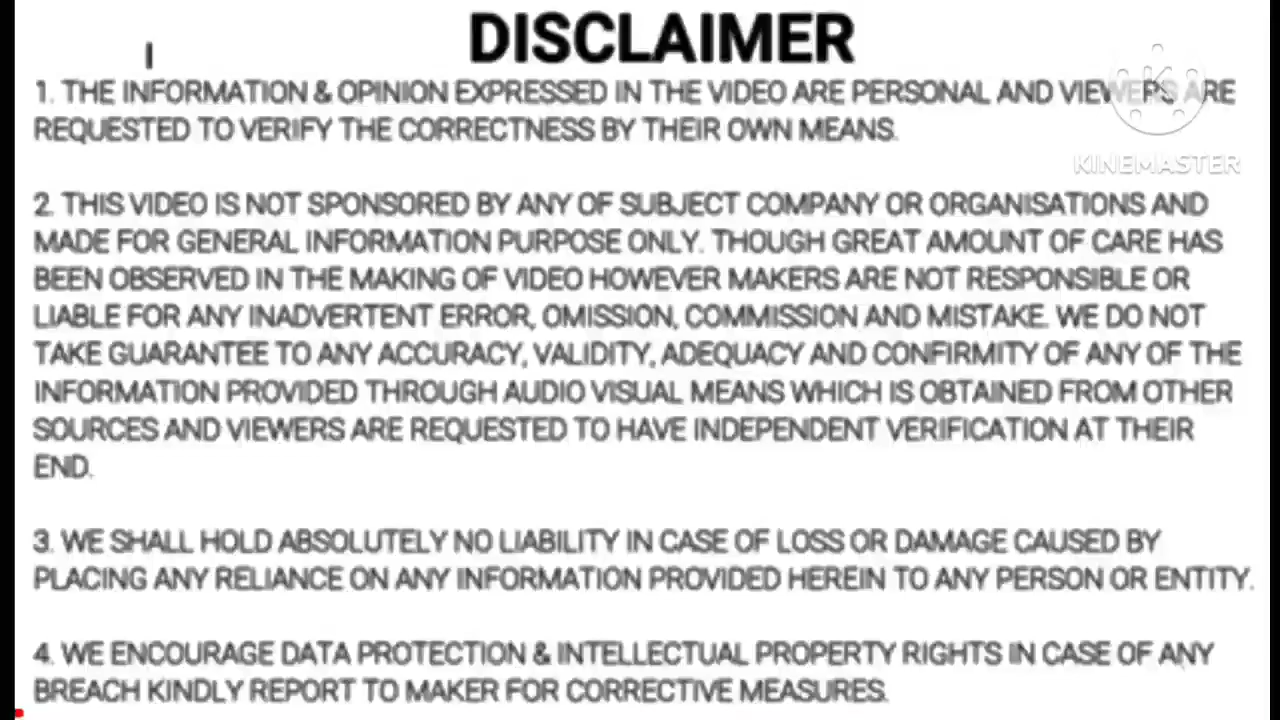 DISCLAIMER
1. THE INFORMATION & OPINION EXPRESSED IN THE VIDEO ARE PERSONAL AND VIEWERS ARE
REQUESTED TO VERIFY THE CORRECTNESS BY THEIR OWN MEANS.
KINEMASTER
2. THIS VIDEO IS NOT SPONSORED BY ANY OF SUBJECT COMPANY OR ORGANISATIONS AND
MADE FOR GENERAL INFORMATION PURPOSE ONLY. THOUGH GREAT AMOUNT OF CARE HAS
BEEN OBSERVED IN THE MAKING OF VIDEO HOWEVER MAKERS ARE NOT RESPONSIBLE OR
LIABLE FOR ANY INADVERTENT ERROR, OMISSION, COMMISSION AND MISTAKE. WE DO NOT
TAKE GUARANTEE TO ANY ACCURACY, VALIDITY, ADEQUACY AND CONFIRMITY OF ANY OF THE
INFORMATION PROVIDED THROUGH AUDIO VISUAL MEANS WHICH IS OBTAINED FROM OTHER
SOURCES AND VIEWERS ARE REQUESTED TO HAVE INDEPENDENT VERIFICATION AT THEIR
END.
3. WE SHALL HOLD ABSOLUTELY NO LIABILITY IN CASE OF LOSS OR DAMAGE CAUSED BY
PLACING ANY RELIANCE ON ANY INFORMATION PROVIDED HEREIN TO ANY PERSON OR ENTITY.
4. WE ENCOURAGE DATA PROTECTION & INTELLECTUAL PROPERTY RIGHTS IN CASE OF ANY
BREACH KINDLY REPORT TO MAKER FOR CORRECTIVE MEASURES.